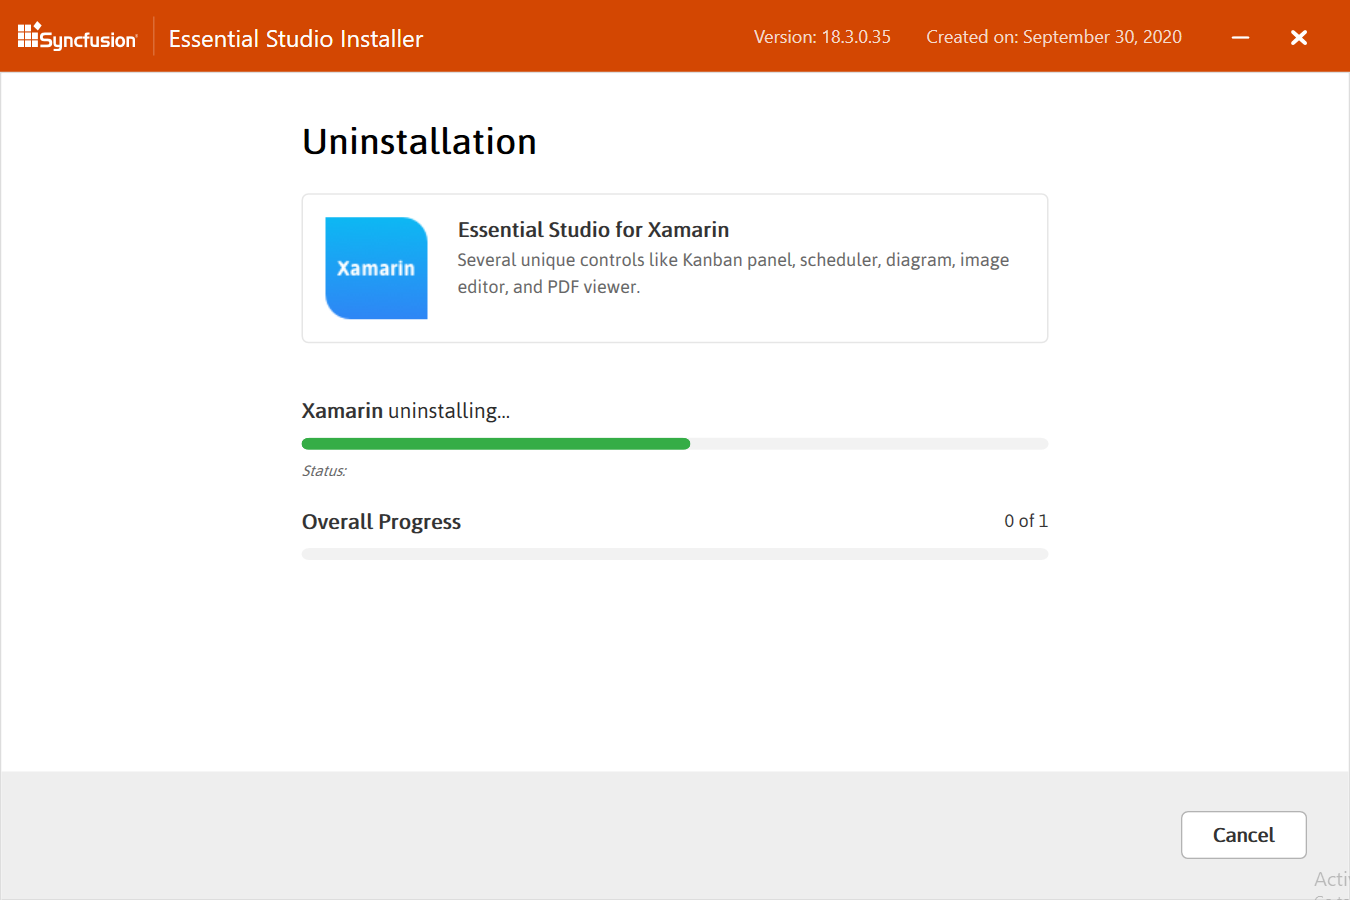 Syncfusion
Essential Studio Installer
Version: 18.3.0.35
Created on: September 30, 2020
Uninstallation
Xamarin
Essential Studio for Xamarin
Several unique controls like Kanban panel, scheduler, diagram, image
editor, and PDF viewer.
Xamarin uninstalling...
Status:
Overall Progress
0 of 1
Cancel